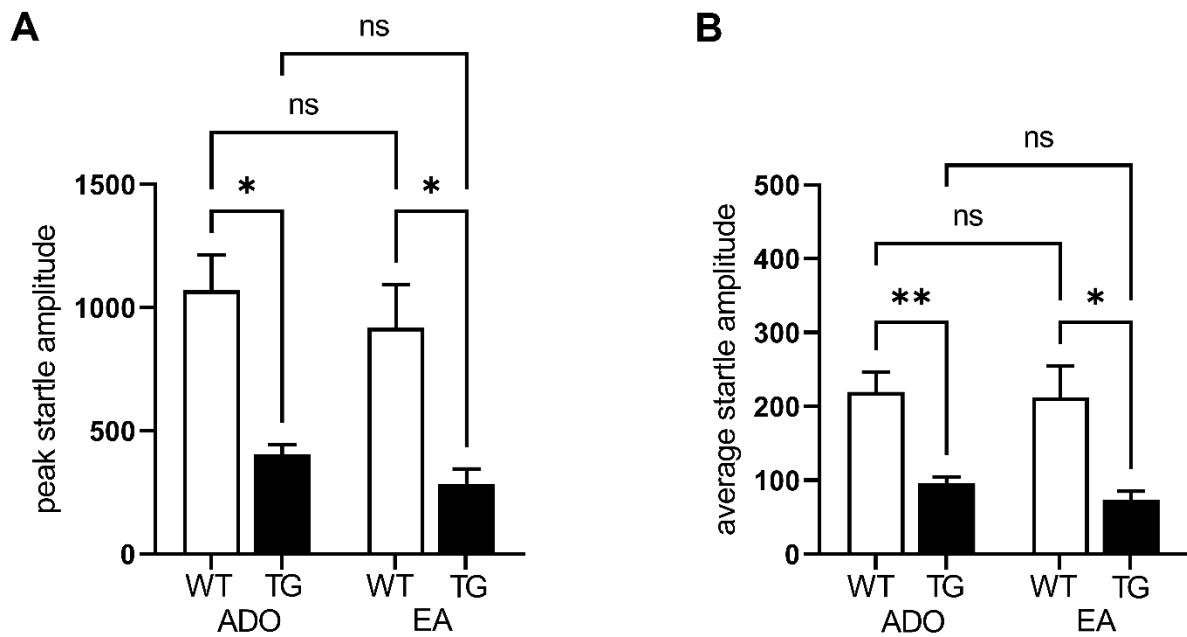 A
ns
ns
peak startle amplitude
1500
1000
500
0
*
*
WT TG WT TG
ADO EA
B
ns
ns
average startle amplitude
500
400
300
200
100
0
**
*
WT TG WT TG
ADO EA